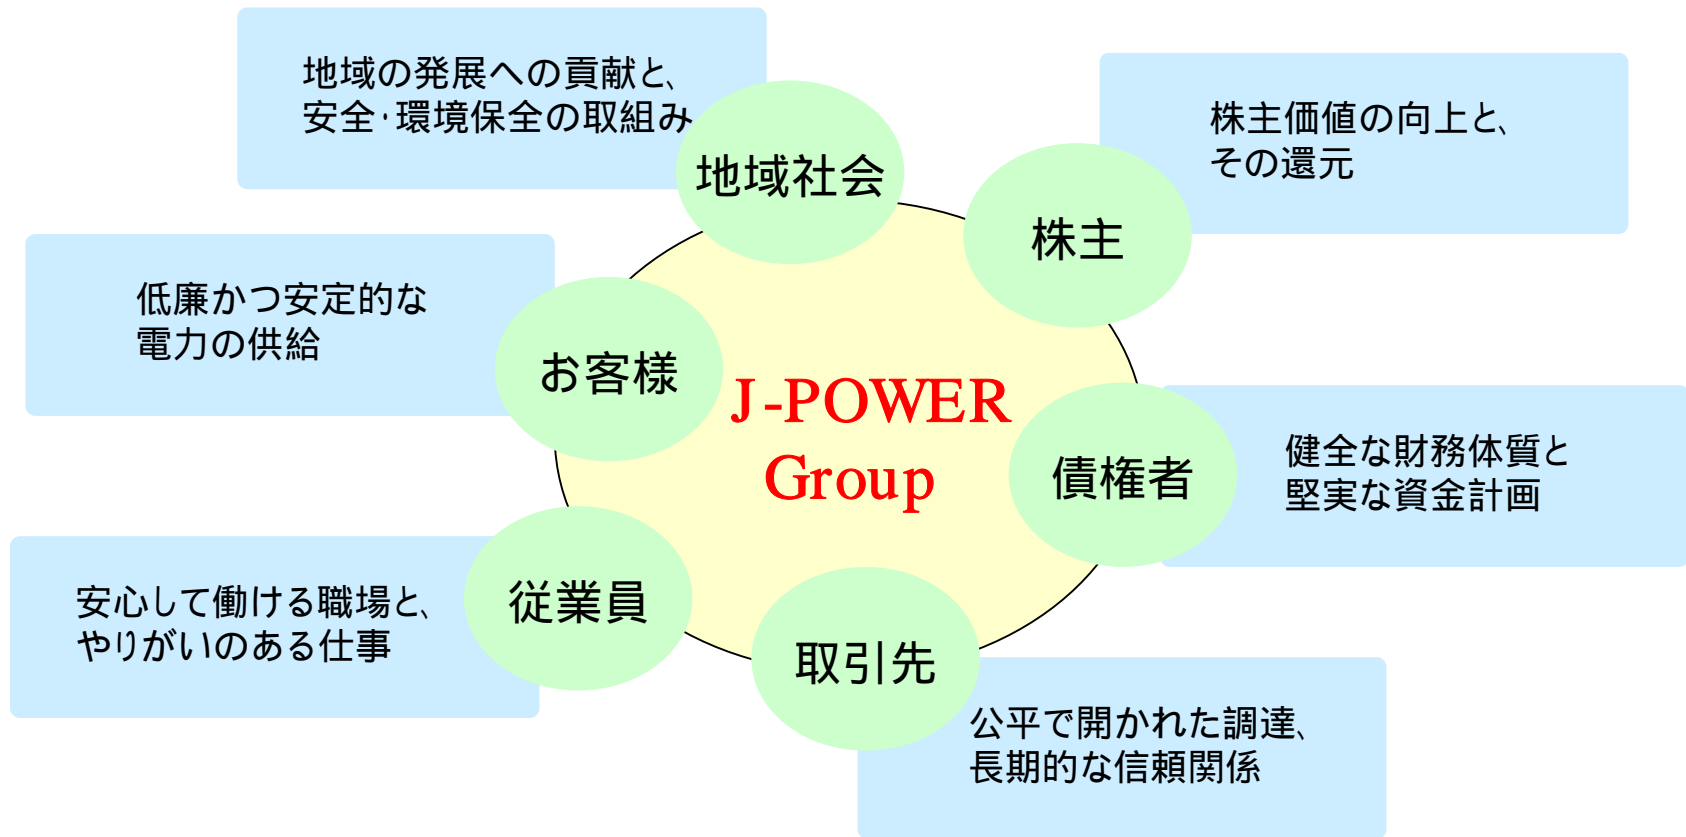 地域の発展への貢献と、
安全・環境保全の取組み
地域社会
株主価値の向上と、
その還元
株主
低廉かつ安定的な
電力の供給
お客様
J-POWER
Group
健全な財務体質と
堅実な資金計画
債権者
安心して働ける職場と、
やりがいのある仕事
従業員
取引先
公平で開かれた調達、
長期的な信頼関係